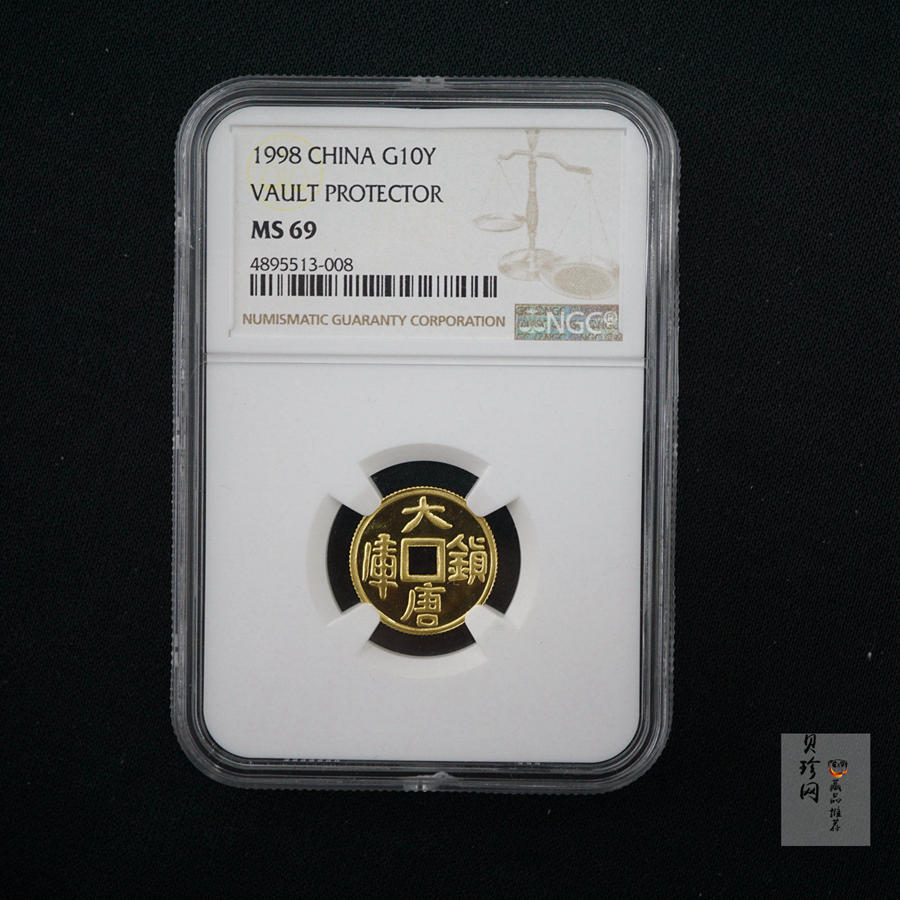 1998 CHINA G10Y
VAULT PROTECTOR
MS 69
4895513-008
NUMISMATIC GUARANTY CORPORATION
NGC®
大
庫 鎮
唐
貝珍网
藏品推荐